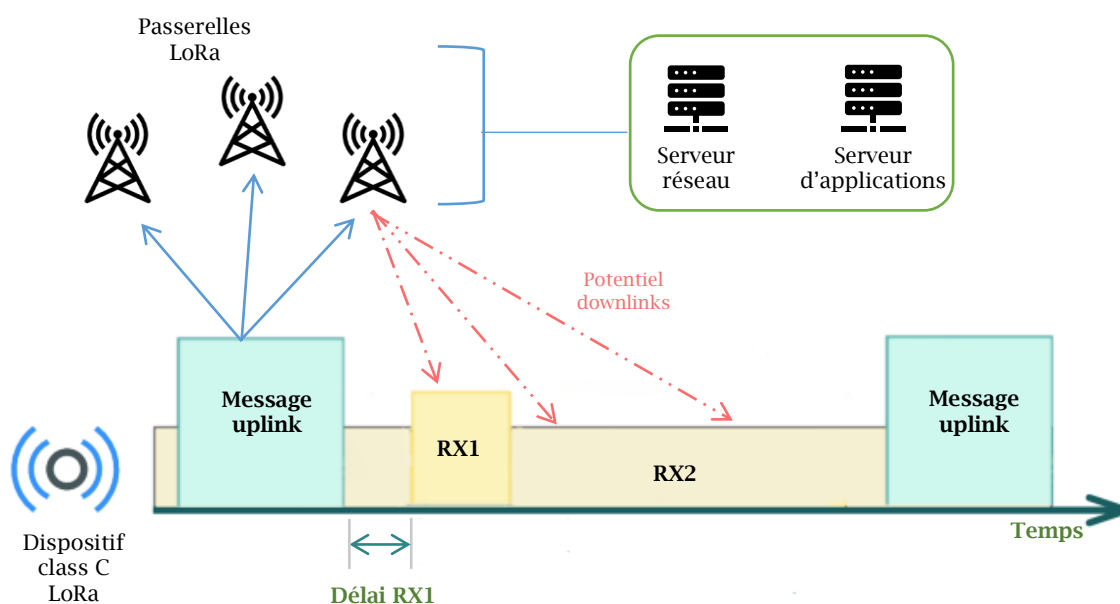 Passerelles
LoRa
Serveur
réseau
Serveur
d'applications
Potentiel
downlinks
Message
uplink
RX1
RX2
Message
uplink
Temps
Dispositif
class C
LoRa
Délai RX1